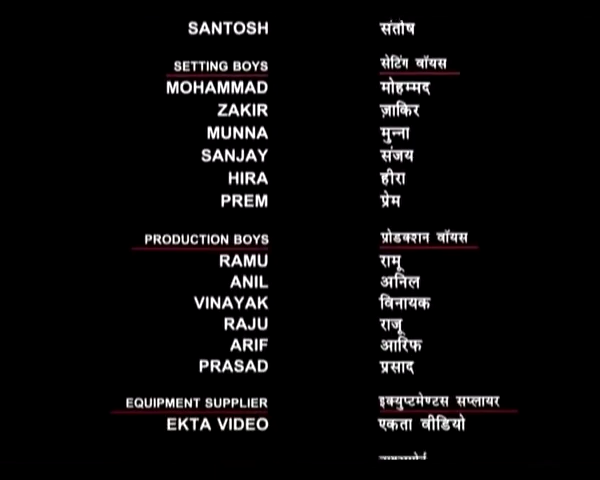 SANTOSH संतोष
SETTING BOYS सेटिंग वॉयस
MOHAMMAD मोहम्मद
ZAKIR ज़ाकिर
MUNNA मुन्ना
SANJAY संजय
HIRA हीरा
PREM प्रेम
PRODUCTION BOYS प्रोडक्शन वॉयस
RAMU रामू
ANIL अनिल
VINAYAK विनायक
RAJU राजू
ARIF आरिफ
PRASAD प्रसाद
EQUIPMENT SUPPLIER इक्युप्टमेण्टस सप्लायर
EKTA VIDEO एकता वीडियो